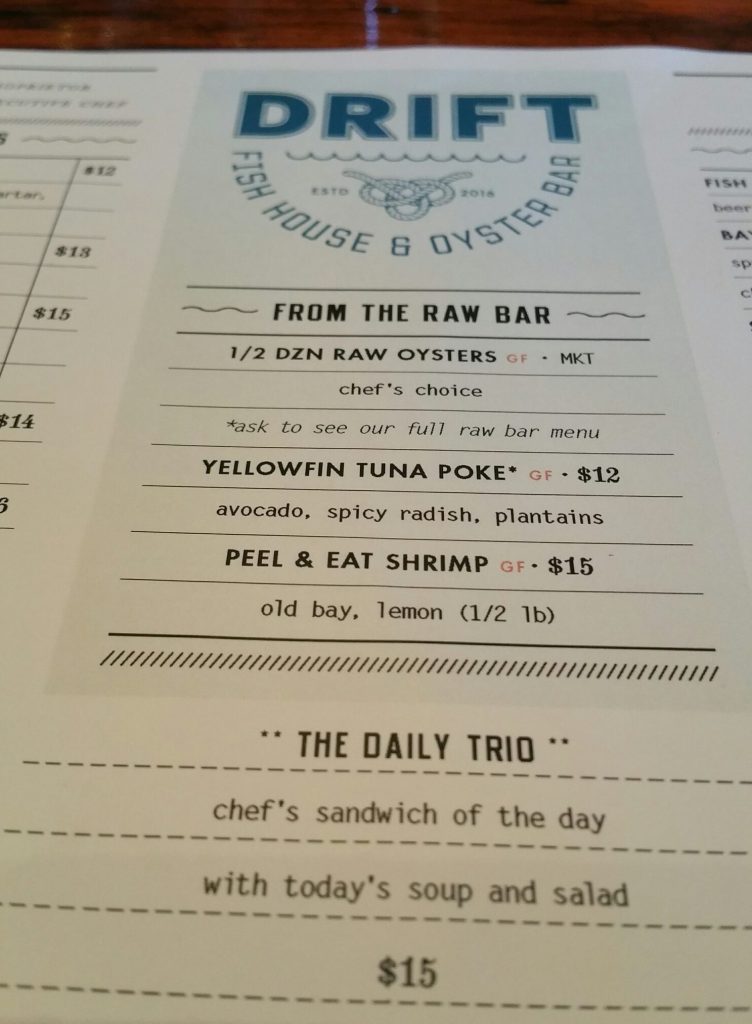 DRIFT
FISH HOUSE & OYSTER BAR
ESTD 2016
FROM THE RAW BAR
1/2 DZN RAW OYSTERS GF · MKT
chef's choice
*ask to see our full raw bar menu
YELLOWFIN TUNA POKE* GF · $12
avocado, spicy radish, plantains
PEEL & EAT SHRIMP GF · $15
old bay, lemon (1/2 lb)
** THE DAILY TRIO **
chef's sandwich of the day
with today's soup and salad
$15
$12
$13
$15
$14
FISH
beer